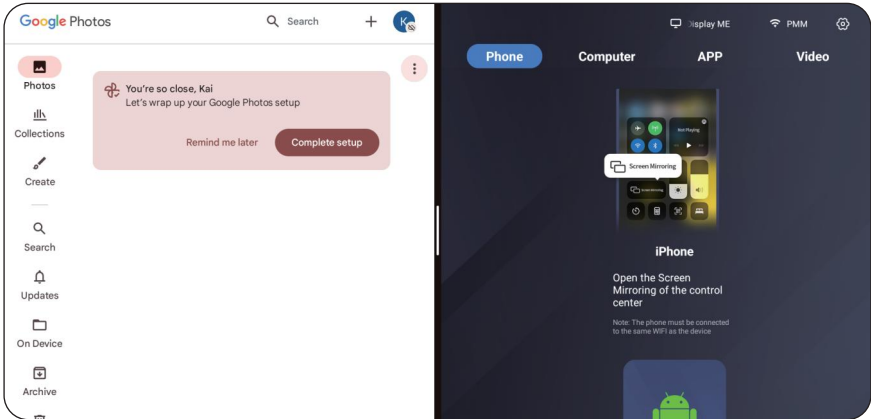 Google Photos
Search
K
Photos
Collections
Create
Search
Updates
On Device
Archive
You're so close, Kai
Let's wrap up your Google Photos setup
Remind me later
Complete setup
Display ME
PMM
Phone
Computer
APP
Video
Not Playing
Screen Mirroring
Screen Mirroring
iPhone
Open the Screen
Mirroring of the control
center
Note: The phone must be connected
to the same WIFI as the device